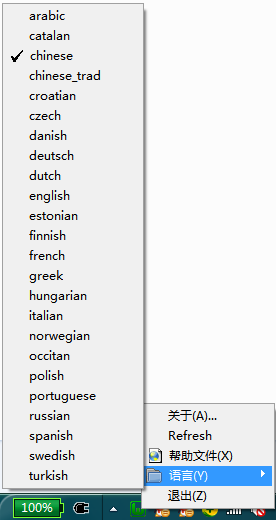 arabic
catalan
chinese
chinese_trad
croatian
czech
danish
deutsch
dutch
english
estonian
finnish
french
greek
hungarian
italian
norwegian
occitan
polish
portuguese
russian
spanish
swedish
turkish
关于(A)...
Refresh
帮助文件(X)
语言(Y)
退出(Z)
100%